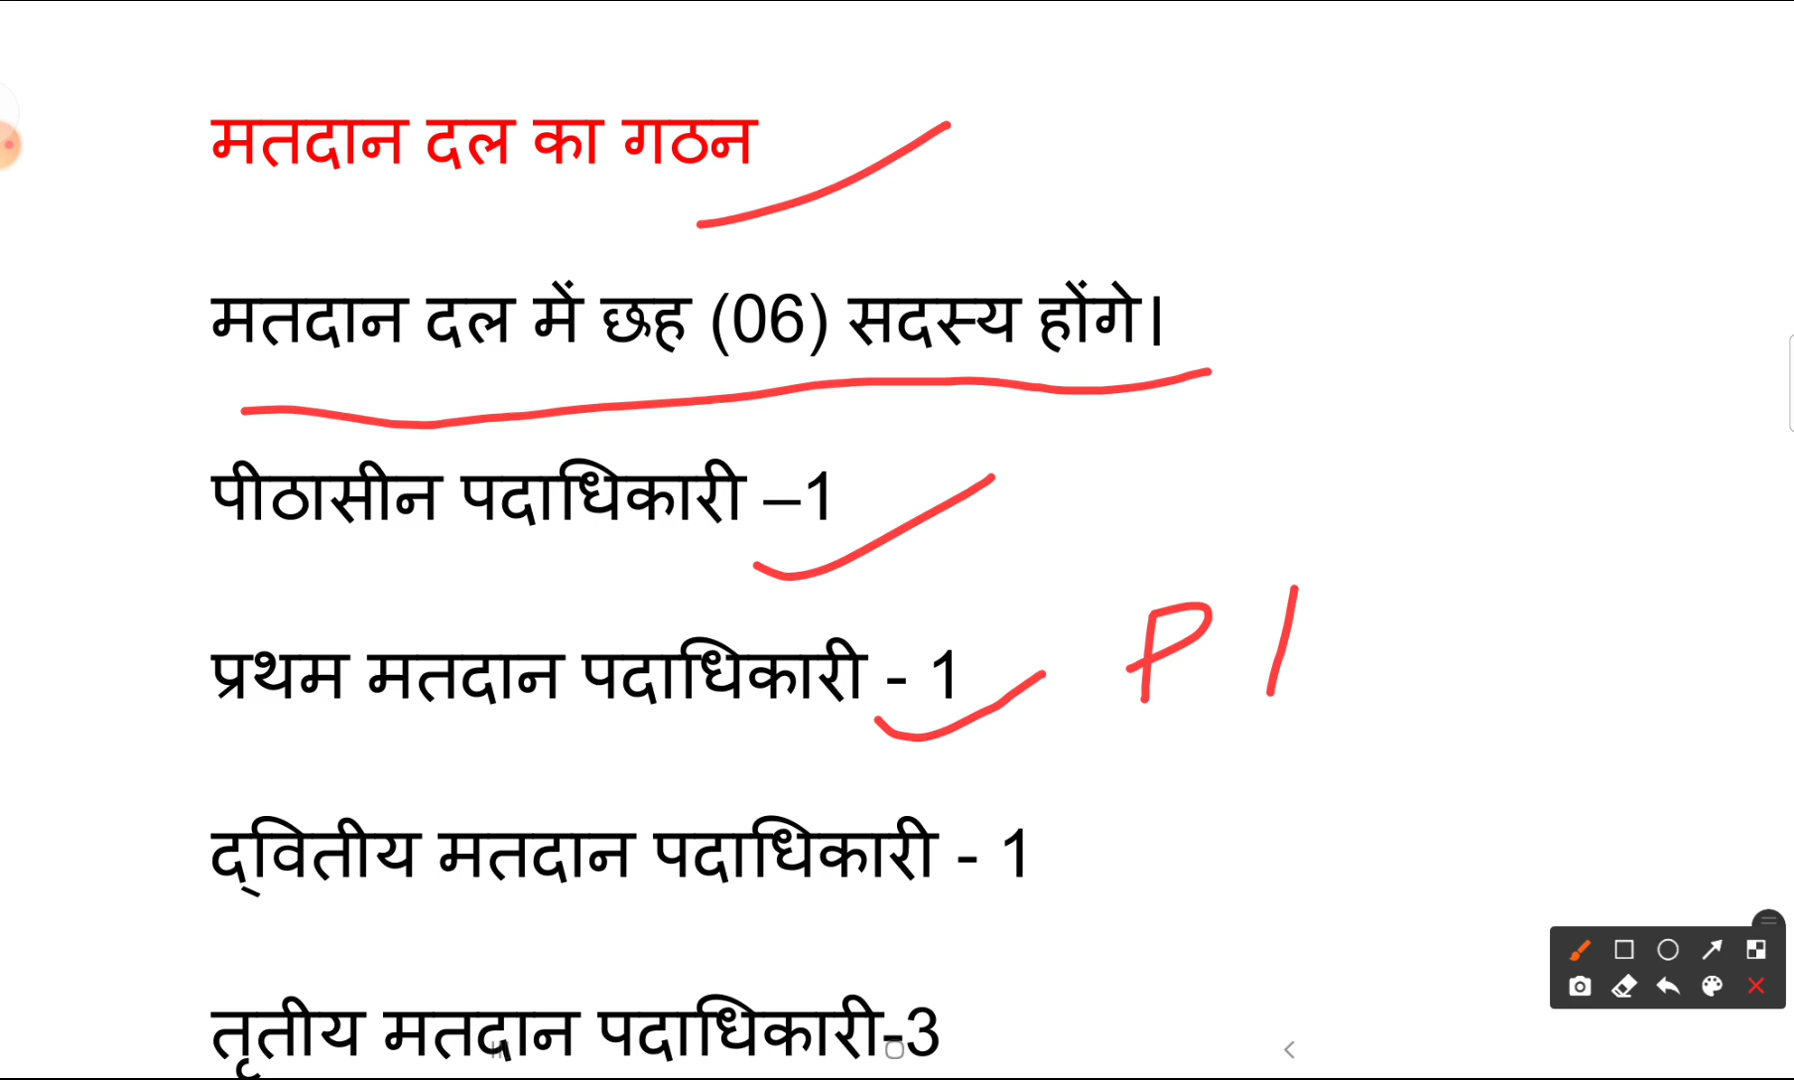 मतदान दल का गठन
मतदान दल में छह (06) सदस्य होंगे।
पीठासीन पदाधिकारी –1
प्रथम मतदान पदाधिकारी - 1 P1
द्वितीय मतदान पदाधिकारी - 1
तृतीय मतदान पदाधिकारी-3